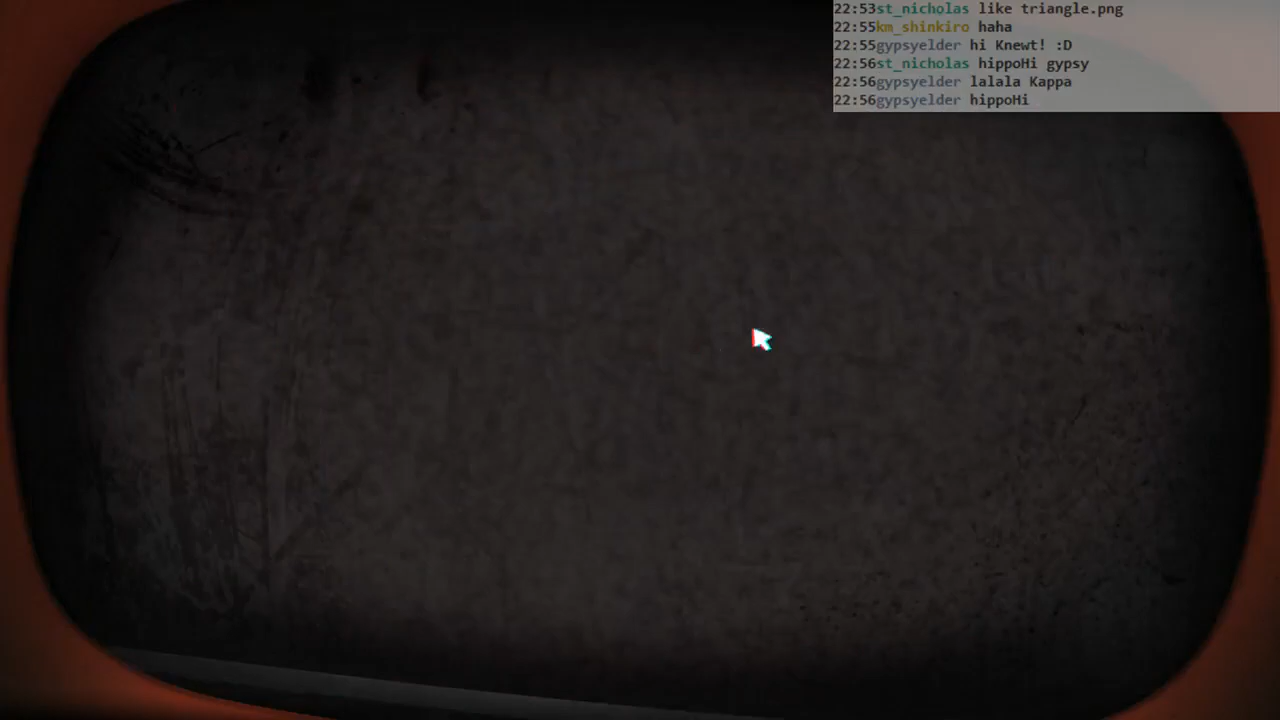 22:53st_nicholas like triangle.png
22:55km_shinkiro haha
22:55gypsyelder hi Knewt! :D
22:56st_nicholas hippoHi gypsy
22:56gypsyelder lalala Kappa
22:56gypsyelder hippoHi